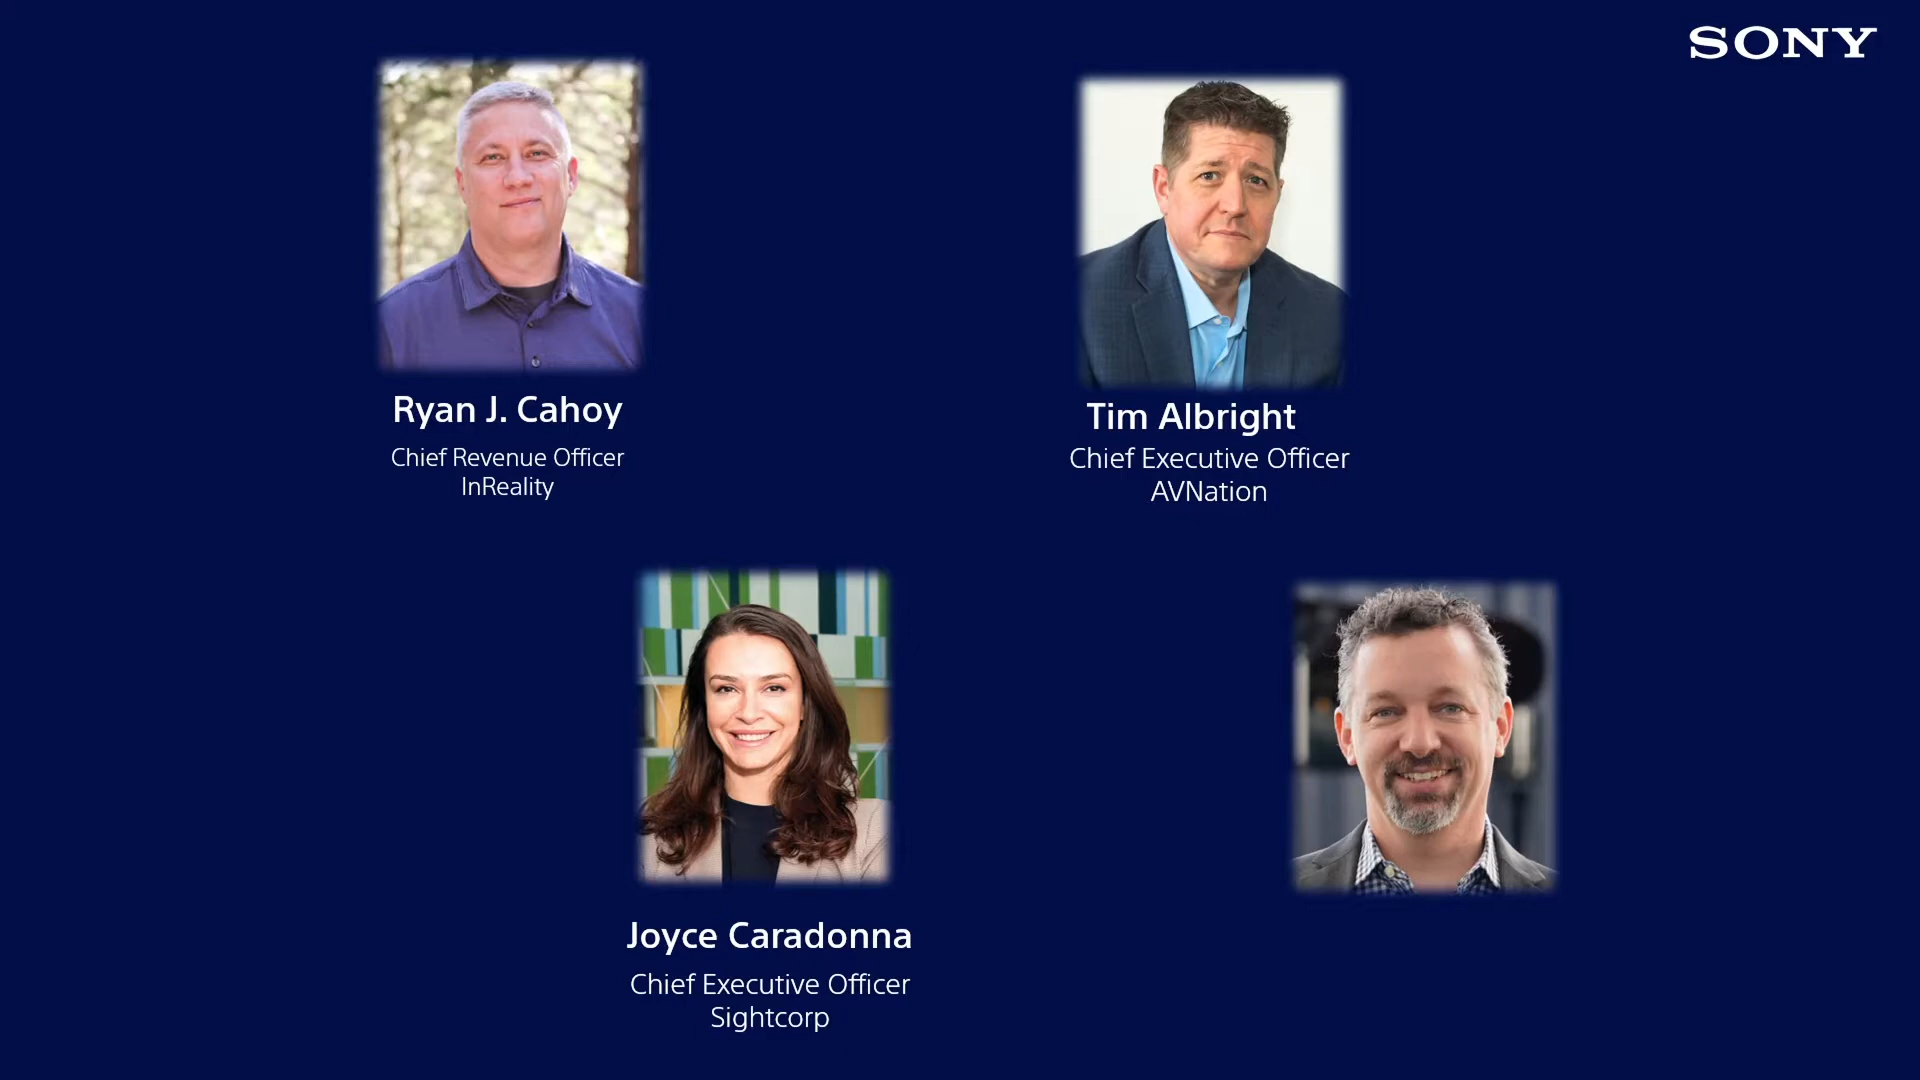 SONY
Ryan J. Cahoy
Chief Revenue Officer
InReality
Tim Albright
Chief Executive Officer
AVNation
Joyce Caradonna
Chief Executive Officer
Sightcorp